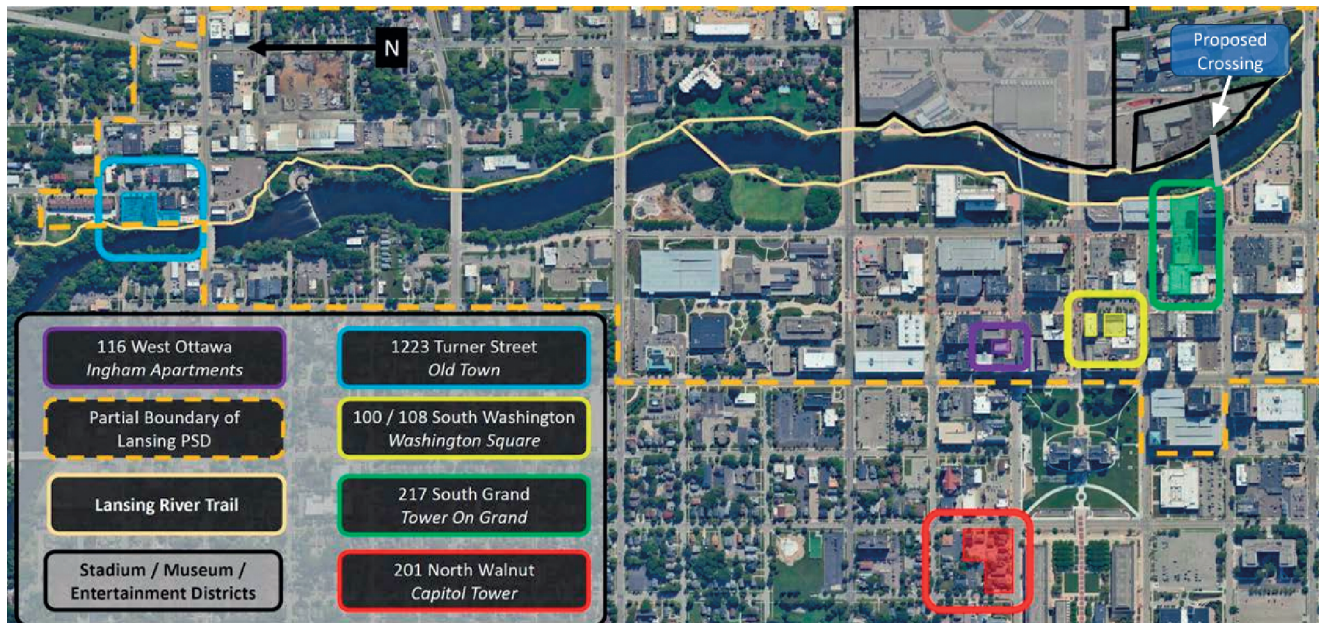 N
Proposed
Crossing
116 West Ottawa
Ingham Apartments
1223 Turner Street
Old Town
Partial Boundary of
Lansing PSD
100 / 108 South Washington
Washington Square
Lansing River Trail
217 South Grand
Tower On Grand
Stadium / Museum /
Entertainment Districts
201 North Walnut
Capitol Tower